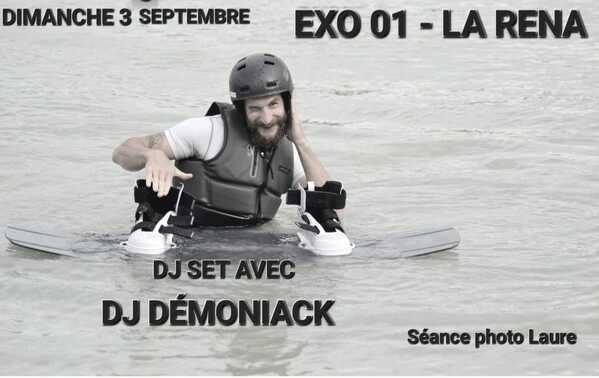 DIMANCHE 3 SEPTEMBRE
EXO 01 - LA RENA
DJ SET AVEC
DJ DÉMONIACK
Séance photo Laure